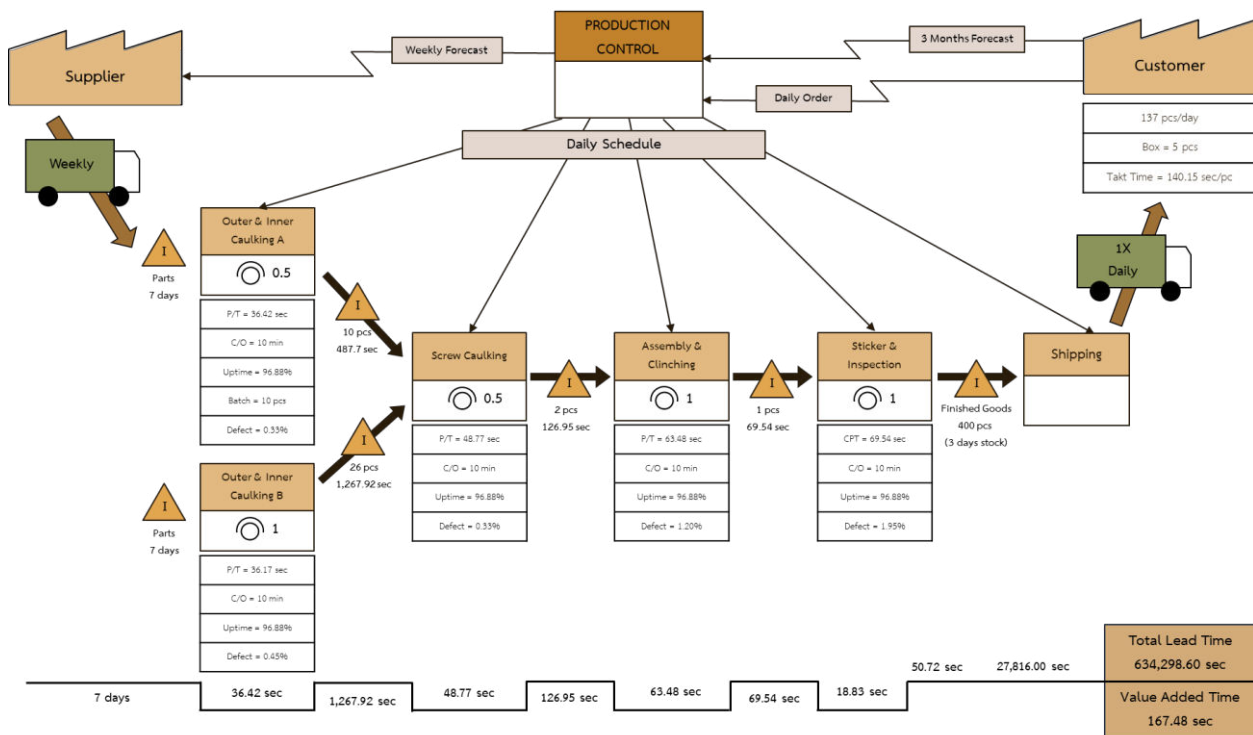 PRODUCTION
CONTROL
Supplier
Weekly Forecast
3 Months Forecast
Customer
Daily Order
Daily Schedule
137 pcs/day
Box = 5 pcs
Takt Time = 140.15 sec/pc
Weekly
1X
Daily
I
Parts
7 days
Outer & Inner
Caulking A
0.5
P/T = 36.42 sec
C/O = 10 min
Uptime = 96.88%
Batch = 10 pcs
Defect = 0.33%
I
10 pcs
487.7 sec
I
Parts
7 days
Outer & Inner
Caulking B
1
P/T = 36.17 sec
C/O = 10 min
Uptime = 96.88%
Defect = 0.45%
I
26 pcs
1,267.92 sec
Screw Caulking
0.5
P/T = 48.77 sec
C/O = 10 min
Uptime = 96.88%
Defect = 0.33%
I
2 pcs
126.95 sec
Assembly &
Clinching
1
P/T = 63.48 sec
C/O = 10 min
Uptime = 96.88%
Defect = 1.20%
I
1 pcs
69.54 sec
Sticker &
Inspection
1
CPT = 69.54 sec
C/O = 10 min
Uptime = 96.88%
Defect = 1.95%
I
Finished Goods
400 pcs
(3 days stock)
Shipping
7 days
36.42 sec
1,267.92 sec
48.77 sec
126.95 sec
63.48 sec
69.54 sec
18.83 sec
50.72 sec
27,816.00 sec
Total Lead Time
634,298.60 sec
Value Added Time
167.48 sec